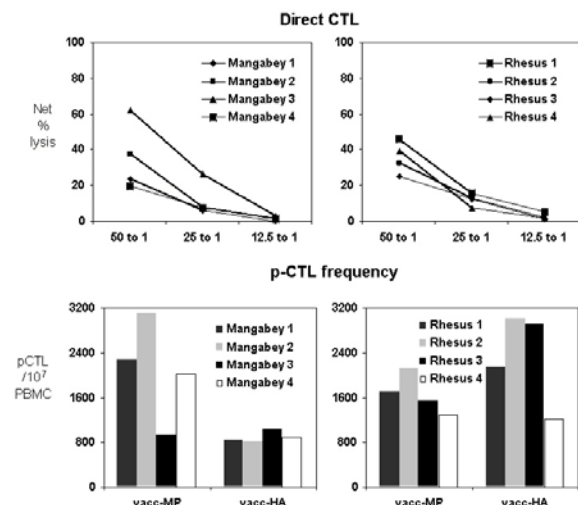 Direct CTL
100
80
60
40
20
0
Net
%
lysis
Mangabey 1
Mangabey 2
Mangabey 3
Mangabey 4
50 to 1 25 to 1 12.5 to 1
100
80
60
40
20
0
Rhesus 1
Rhesus 2
Rhesus 3
Rhesus 4
50 to 1 25 to 1 12.5 to 1
p-CTL frequency
3200
2400
1600
800
0
pCTL
/10⁷
PBMC
Mangabey 1
Mangabey 2
Mangabey 3
Mangabey 4
vacc-MP vacc-HA
3200
2400
1600
800
0
Rhesus 1
Rhesus 2
Rhesus 3
Rhesus 4
vacc-MP vacc-HA